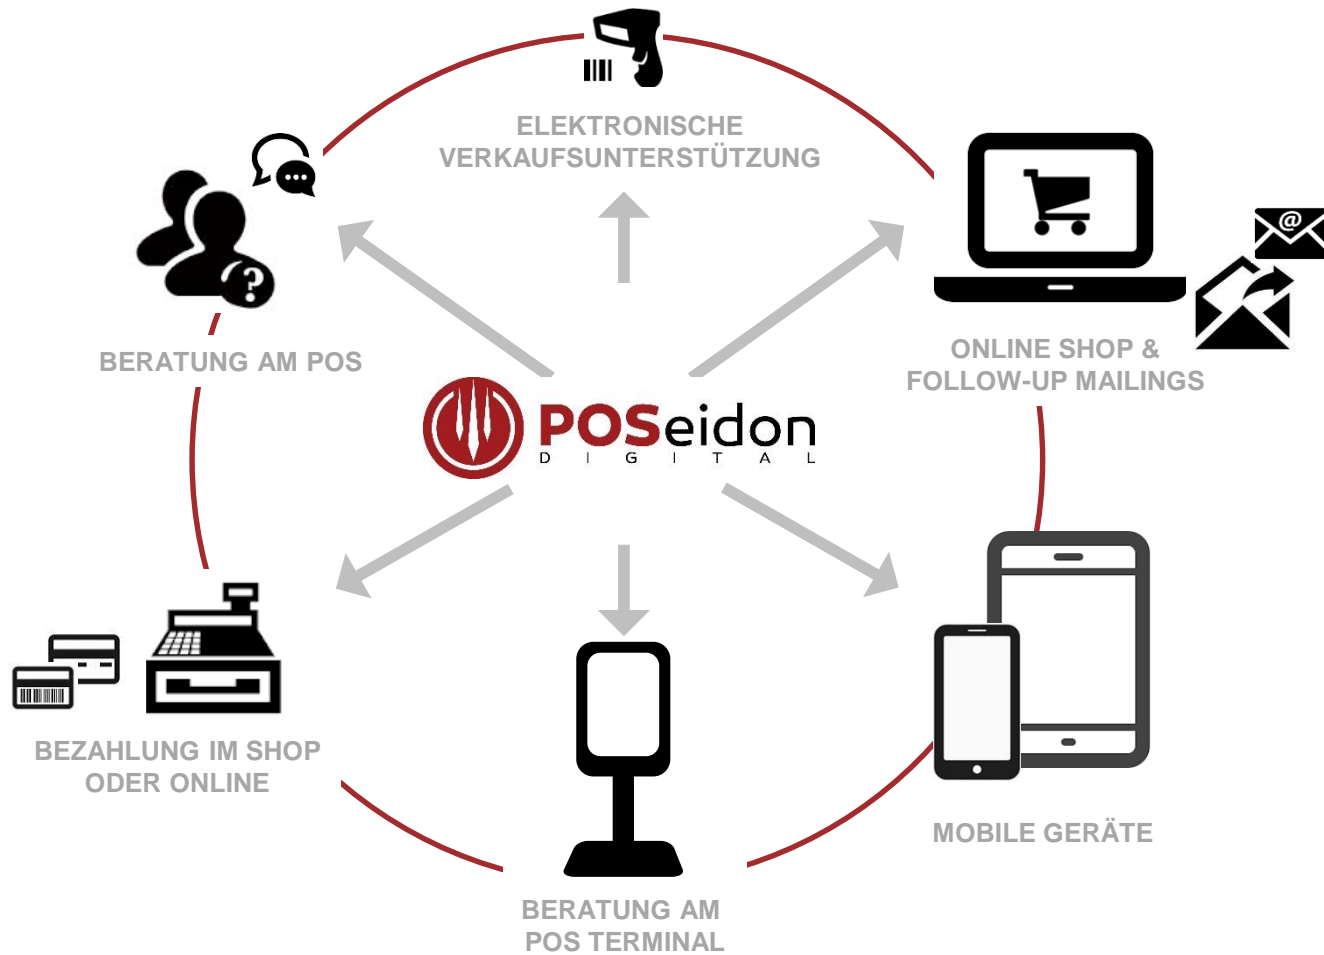 ELEKTRONISCHE
VERKAUFSUNTERSTÜTZUNG
BERATUNG AM POS
?
@
ONLINE SHOP &
FOLLOW-UP MAILINGS
POSeidon
DIGITAL
BEZAHLUNG IM SHOP
ODER ONLINE
MOBILE GERÄTE
BERATUNG AM
POS TERMINAL